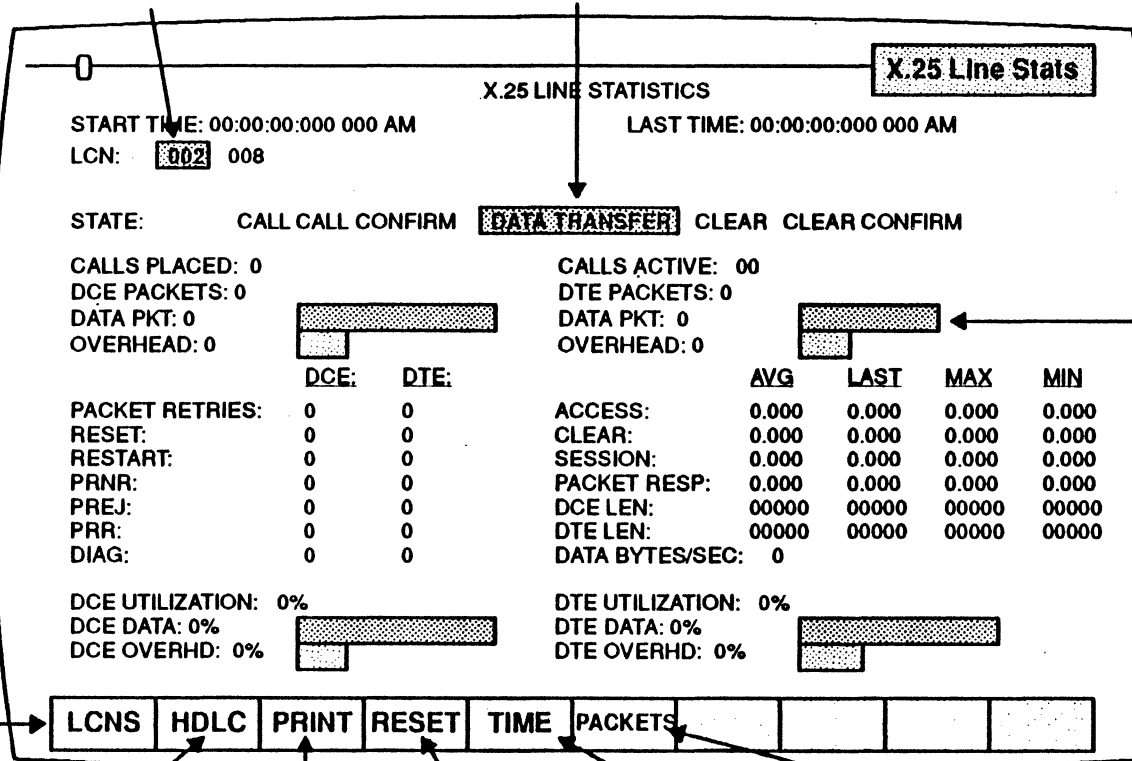 X.25 Line Stats
X.25 LINE STATISTICS
START TIME: 00:00:00:000 000 AM LAST TIME: 00:00:00:000 000 AM
LCN: 002 008
STATE: CALL CALL CONFIRM DATA TRANSFER CLEAR CLEAR CONFIRM
CALLS PLACED: 0 CALLS ACTIVE: 00
DCE PACKETS: 0 DTE PACKETS: 0
DATA PKT: 0 DATA PKT: 0
OVERHEAD: 0 OVERHEAD: 0
DCE: DTE: AVG LAST MAX MIN
PACKET RETRIES: 0 0 ACCESS: 0.000 0.000 0.000 0.000
RESET: 0 0 CLEAR: 0.000 0.000 0.000 0.000
RESTART: 0 0 SESSION: 0.000 0.000 0.000 0.000
PRNR: 0 0 PACKET RESP: 0.000 0.000 0.000 0.000
PREJ: 0 0 DCE LEN: 00000 00000 00000 00000
PRR: 0 0 DTE LEN: 00000 00000 00000 00000
DIAG: 0 0 DATA BYTES/SEC: 0
DCE UTILIZATION: 0% DTE UTILIZATION: 0%
DCE DATA: 0% DTE DATA: 0%
DCE OVERHD: 0% DTE OVERHD: 0%
LCNS HDLC PRINT RESET TIME PACKETS